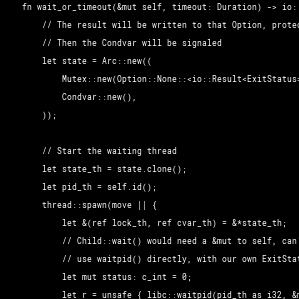 fn wait_or_timeout(&mut self, timeout: Duration) -> io:
// The result will be written to that Option, protec
// Then the Condvar will be signaled
let state = Arc::new((
Mutex::new(Option::None::<io::Result<ExitStatus>
Condvar::new(),
));
// Start the waiting thread
let state_th = state.clone();
let pid_th = self.id();
thread::spawn(move || {
let &(ref lock_th, ref cvar_th) = &*state_th;
// Child::wait() would need a &mut to self, can
// use waitpid() directly, with our own ExitStat
let mut status: c_int = 0;
let r = unsafe { libc::waitpid(pid_th as i32, &m